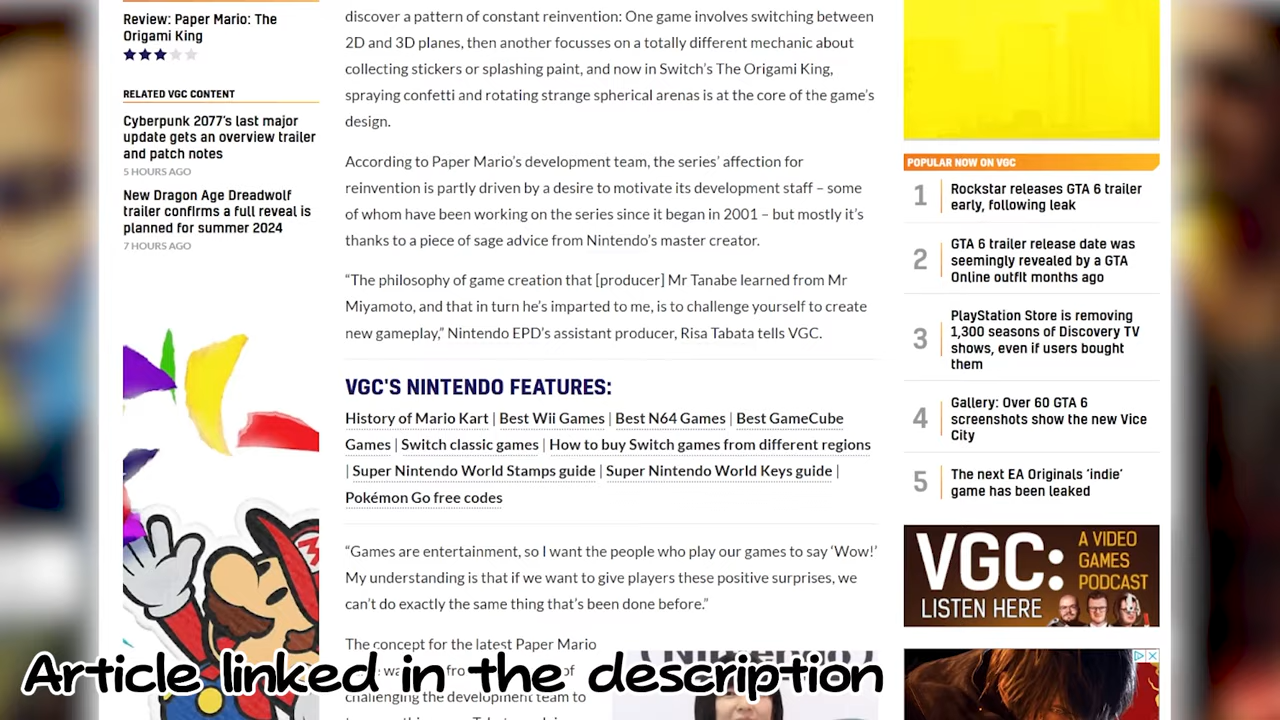 Review: Paper Mario: The
Origami King
RELATED VGC CONTENT
Cyberpunk 2077's last major
update gets an overview trailer
and patch notes
5 HOURS AGO
New Dragon Age Dreadwolf
trailer confirms a full reveal is
planned for summer 2024
7 HOURS AGO
discover a pattern of constant reinvention: One game involves switching between
2D and 3D planes, then another focusses on a totally different mechanic about
collecting stickers or splashing paint, and now in Switch's The Origami King,
spraying confetti and rotating strange spherical arenas is at the core of the game's
design.
According to Paper Mario's development team, the series' affection for
reinvention is partly driven by a desire to motivate its development staff – some
of whom have been working on the series since it began in 2001 – but mostly it's
thanks to a piece of sage advice from Nintendo's master creator.
“The philosophy of game creation that [producer] Mr Tanabe learned from Mr
Miyamoto, and that in turn he's imparted to me, is to challenge yourself to create
new gameplay,” Nintendo EPD's assistant producer, Risa Tabata tells VGC.
VGC'S NINTENDO FEATURES:
History of Mario Kart | Best Wii Games | Best N64 Games | Best GameCube
Games | Switch classic games | How to buy Switch games from different regions
| Super Nintendo World Stamps guide | Super Nintendo World Keys guide |
Pokémon Go free codes
“Games are entertainment, so I want the people who play our games to say ‘Wow!’
My understanding is that if we want to give players these positive surprises, we
can't do exactly the same thing that's been done before.”
The concept for the latest Paper Mario
of
challenging the development team to
POPULAR NOW ON VGC
1 Rockstar releases GTA 6 trailer
early, following leak
2 GTA 6 trailer release date was
seemingly revealed by a GTA
Online outfit months ago
3 PlayStation Store is removing
1,300 seasons of Discovery TV
shows, even if users bought
them
4 Gallery: Over 60 GTA 6
screenshots show the new Vice
City
5 The next EA Originals ‘indie’
game has been leaked
VGC: A VIDEO
GAMES
PODCAST
LISTEN HERE
Article linked in the description